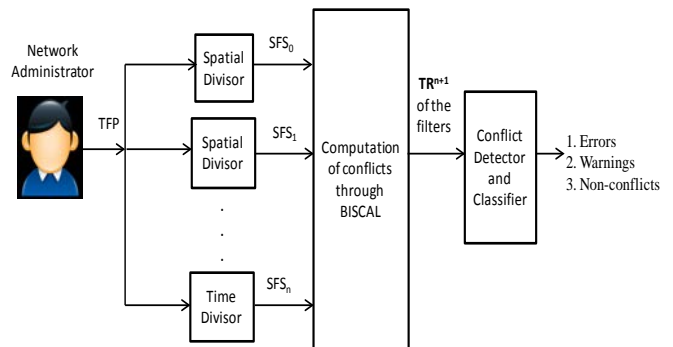 Network
Administrator
TFP
Spatial
Divisor
SFS0
Spatial
Divisor
SFS1
.
.
.
Time
Divisor
SFSn
Computation
of conflicts
through
BISCAL
TRn+1
of the
filters
Conflict
Detector
and
Classifier
1. Errors
2. Warnings
3. Non-conflicts